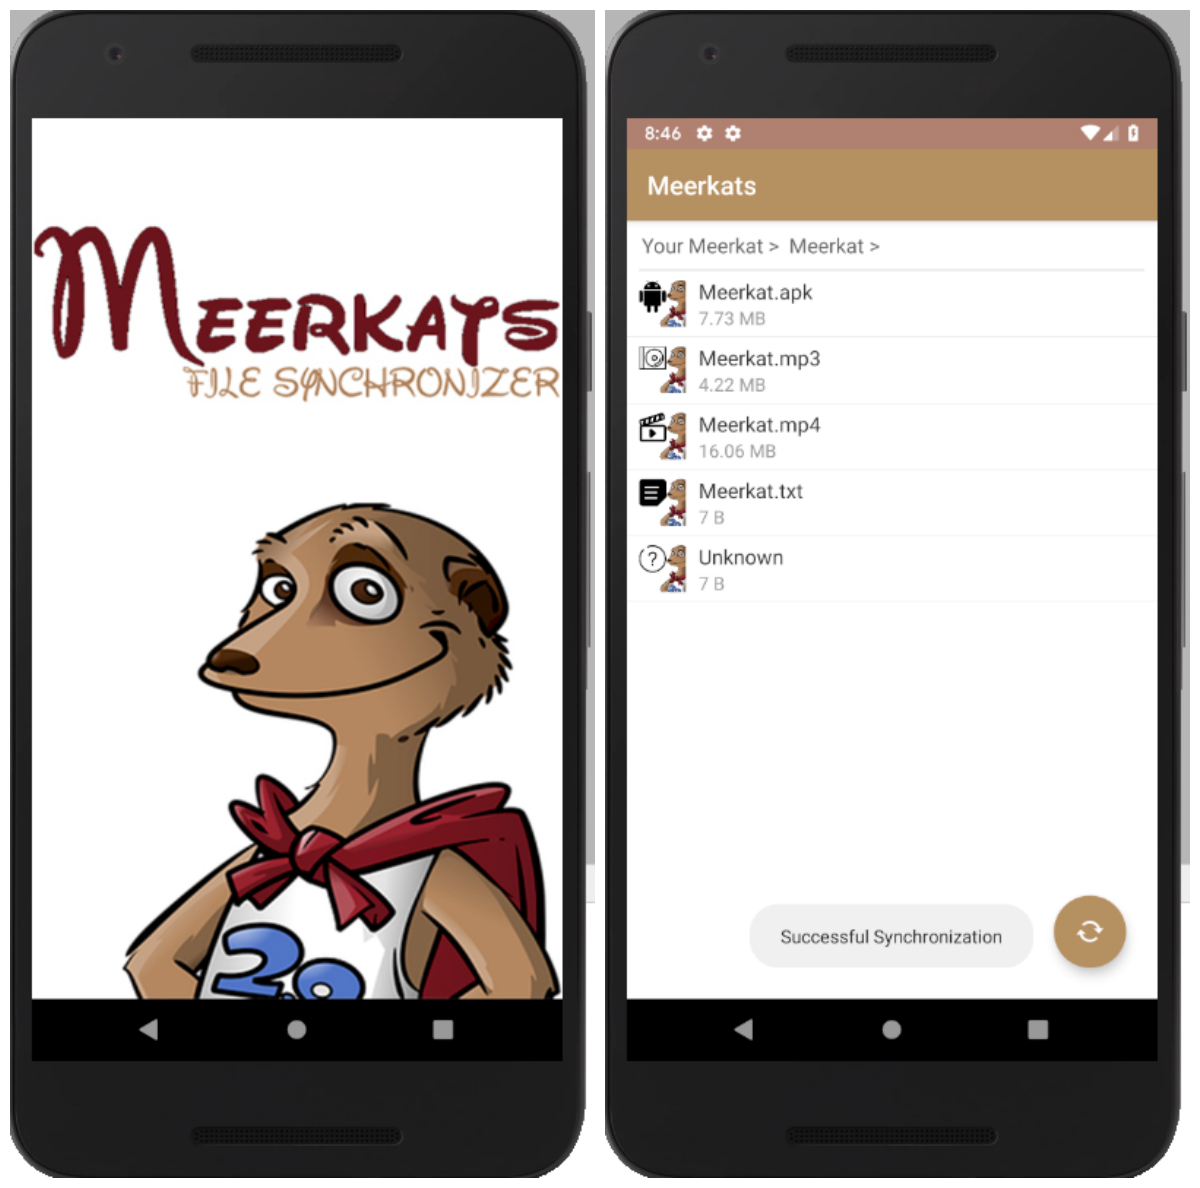 MEERKATS
FILE SYNCHRONIZER
2.0
8:46
Meerkats
Your Meerkat > Meerkat >
Meerkat.apk
7.73 MB
Meerkat.mp3
4.22 MB
Meerkat.mp4
16.06 MB
Meerkat.txt
7 B
?
Unknown
7 B
Successful Synchronization